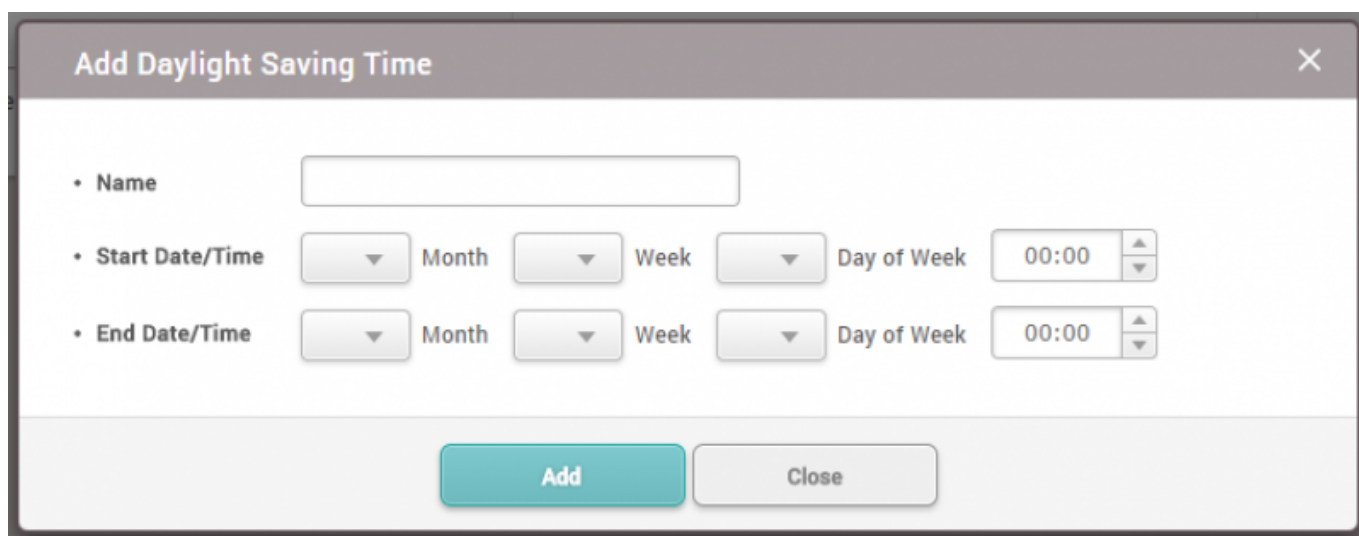 Add Daylight Saving Time
e
• Name
• Start Date/Time Month Week Day of Week 00:00
• End Date/Time Month Week Day of Week 00:00
Add Close